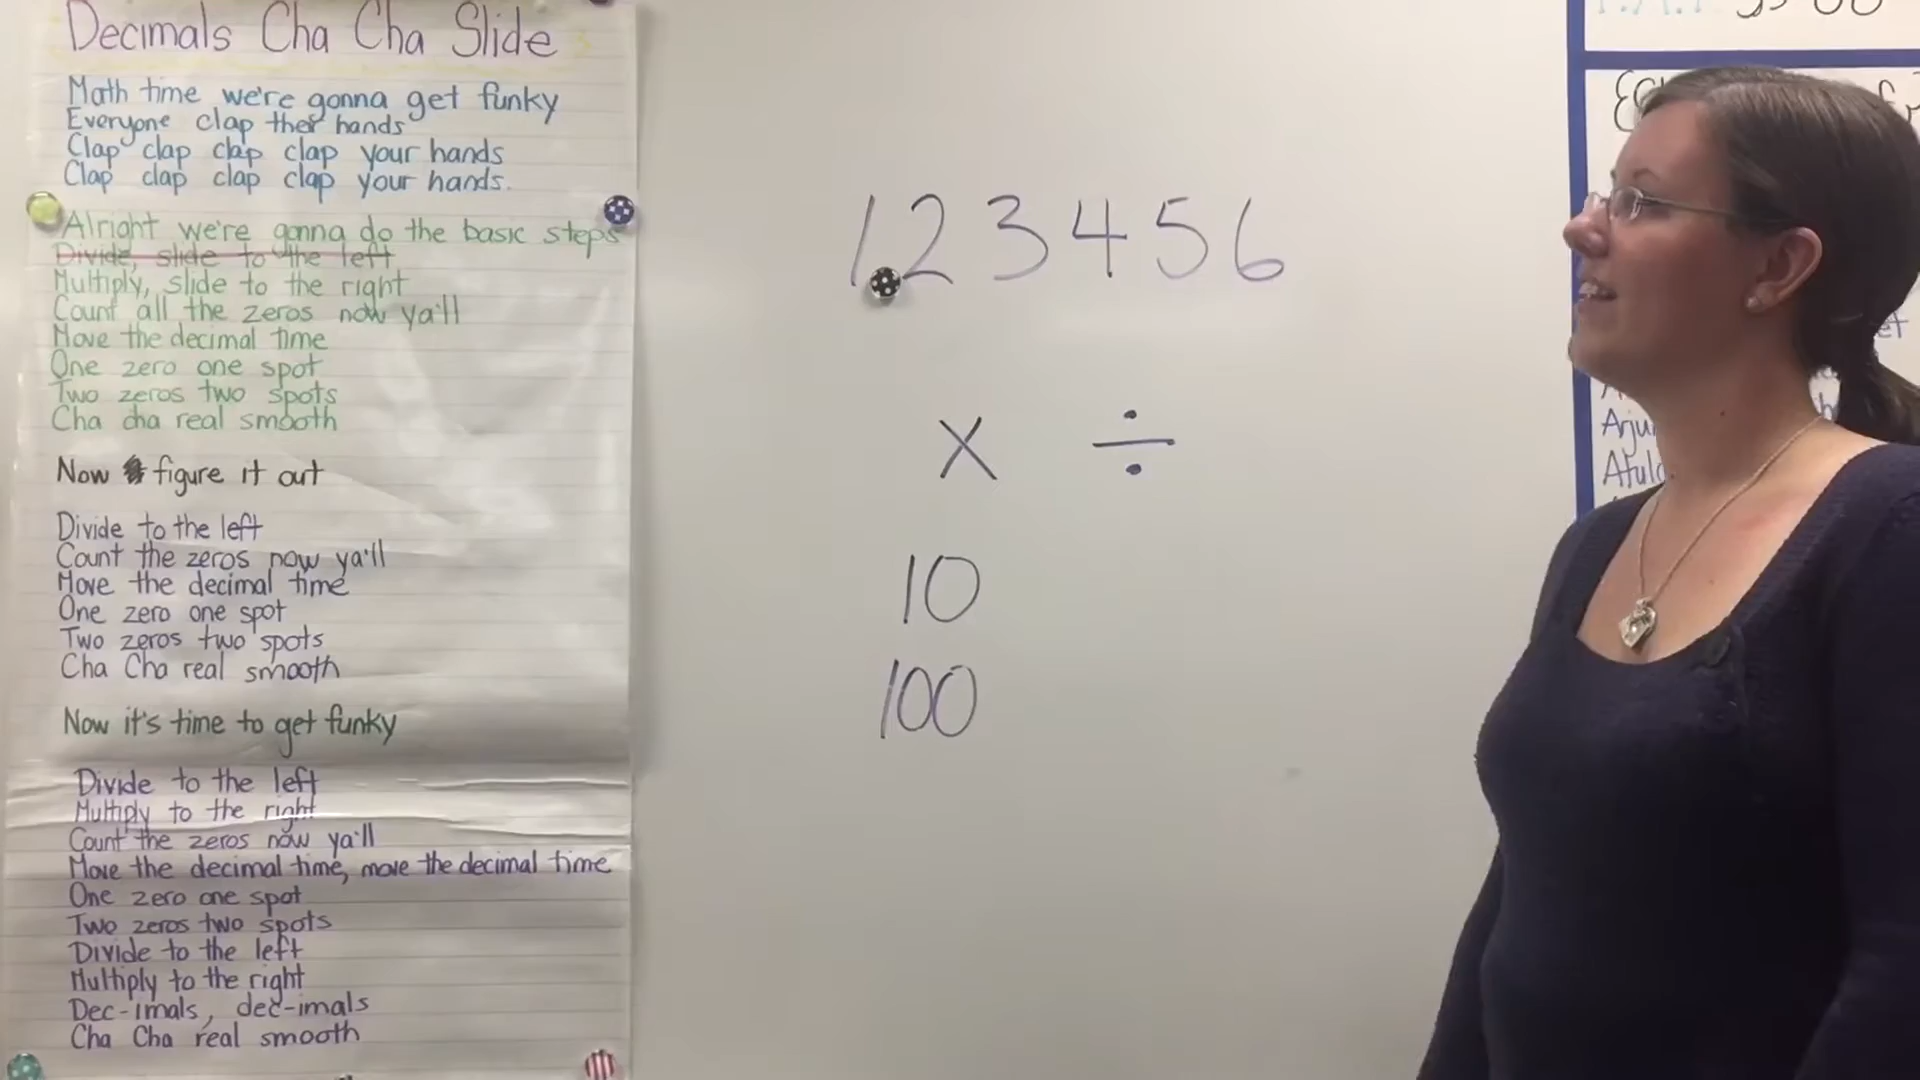 Decimals Cha Cha Slide
Math time we're gonna get funky
Everyone clap ther hands
Clap clap clap clap your hands
Clap clap clap clap your hands.
Alright we're gonna do the basic steps
Divide, slide to the left
Multiply, slide to the right
Count all the zeros now ya'll
Move the decimal time
One zero one spot
Two zeros two spots
Cha cha real smooth
Now figure it out
Divide to the left
Count the zeros now ya'll
Move the decimal time
One zero one spot
Two zeros two spots
Cha Cha real smooth
Now it's time to get funky
Divide to the left
Multiply to the right
Count the zeros now ya'll
Move the decimal time, move the decimal time
One zero one spot
Two zeros two spots
Divide to the left
Multiply to the right
Dec-imals, dec-imals
Cha Cha real smooth
123456
x ÷
10
100